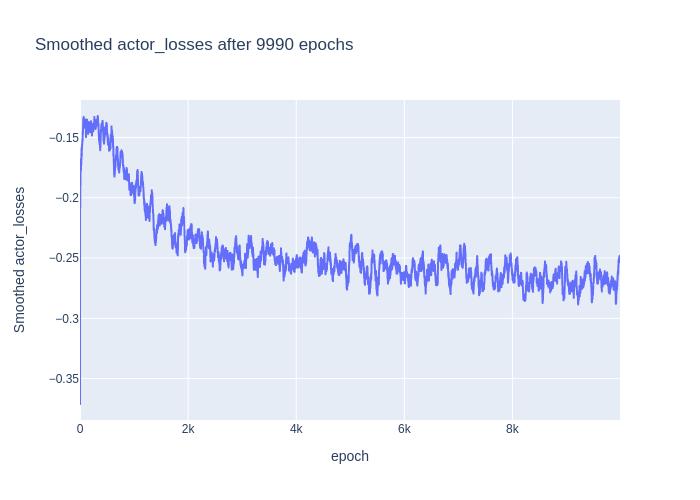 Smoothed actor_losses after 9990 epochs
−0.15
−0.2
−0.25
−0.3
−0.35
Smoothed actor_losses
0 2k 4k 6k 8k
epoch